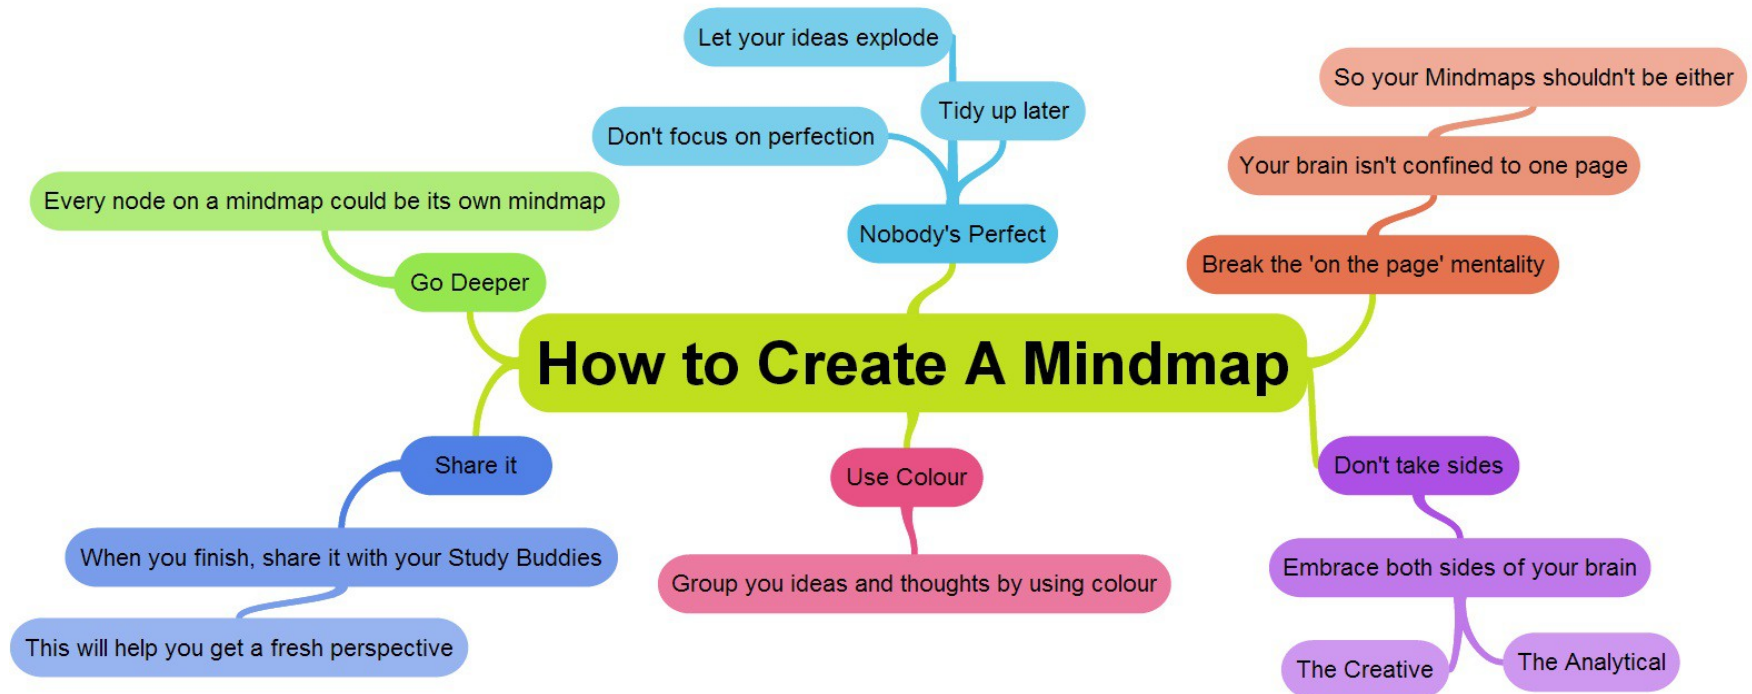 How to Create A Mindmap
Nobody's Perfect
Let your ideas explode
Tidy up later
Don't focus on perfection
Break the 'on the page' mentality
Your brain isn't confined to one page
So your Mindmaps shouldn't be either
Don't take sides
Embrace both sides of your brain
The Creative
The Analytical
Use Colour
Group you ideas and thoughts by using colour
Share it
When you finish, share it with your Study Buddies
This will help you get a fresh perspective
Go Deeper
Every node on a mindmap could be its own mindmap